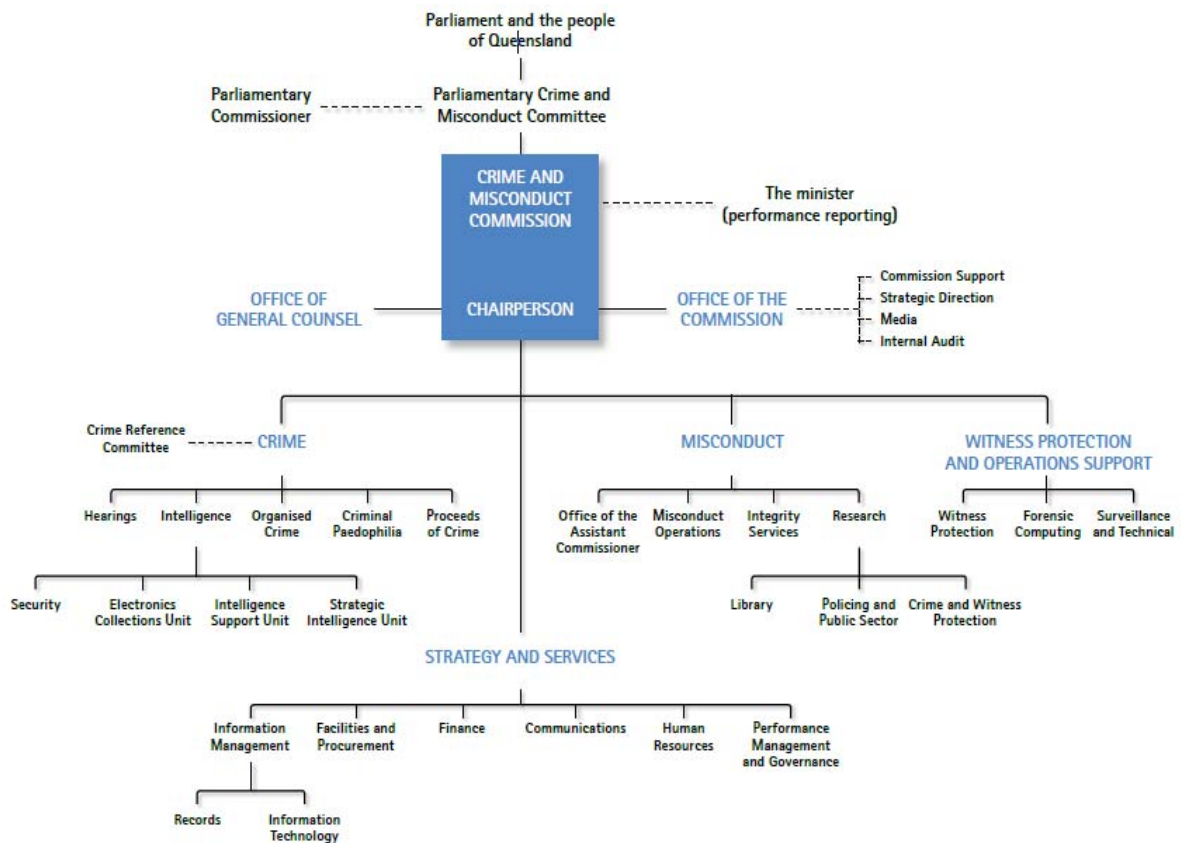 Parliament and the people
of Queensland
Parliamentary
Commissioner
Parliamentary Crime and
Misconduct Committee
CRIME AND
MISCONDUCT
COMMISSION
The minister
(performance reporting)
OFFICE OF
GENERAL COUNSEL
CHAIRPERSON
OFFICE OF THE
COMMISSION
Commission Support
Strategic Direction
Media
Internal Audit
Crime Reference
Committee
CRIME
MISCONDUCT
WITNESS PROTECTION
AND OPERATIONS SUPPORT
Hearings
Intelligence
Organised
Crime
Criminal
Paedophilia
Proceeds
of Crime
Office of the
Assistant
Commissioner
Misconduct
Operations
Integrity
Services
Research
Witness
Protection
Forensic
Computing
Surveillance
and Technical
Security
Electronics
Collections Unit
Intelligence
Support Unit
Strategic
Intelligence Unit
Library
Policing and
Public Sector
Crime and Witness
Protection
STRATEGY AND SERVICES
Information
Management
Facilities and
Procurement
Finance
Communications
Human
Resources
Performance
Management
and Governance
Records
Information
Technology